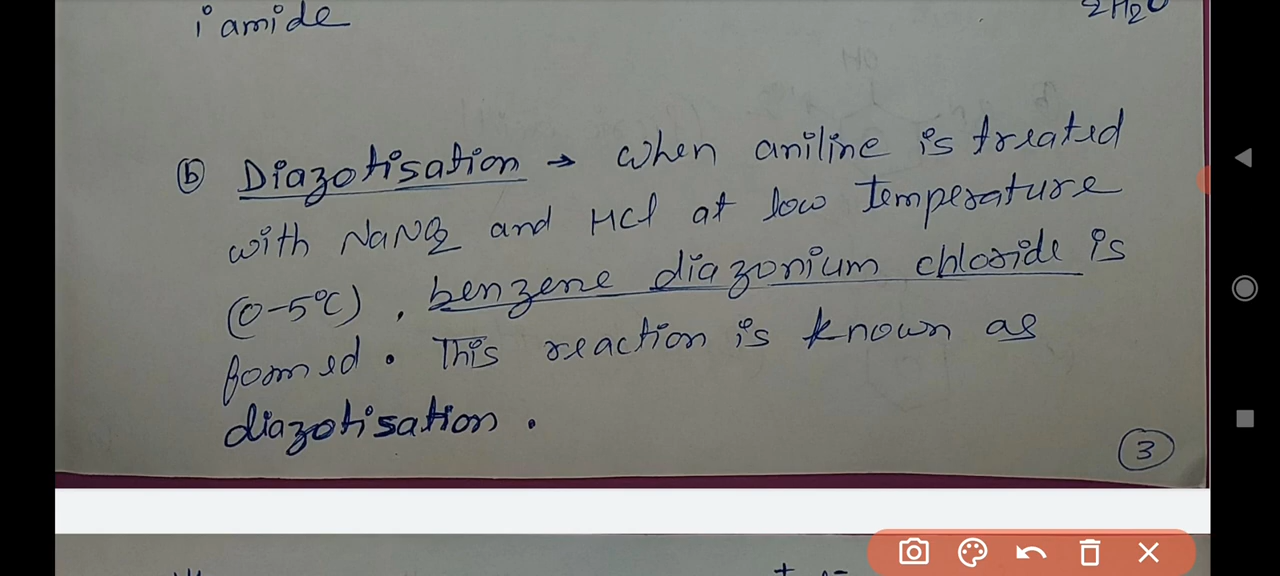 i amide
2H2O
(b) Diazotisation → when aniline is treated
with NaNO2 and HCl at low temperature
(0-5°C), benzene diazonium chloride is
formed. This reaction is known as
diazotisation.
3